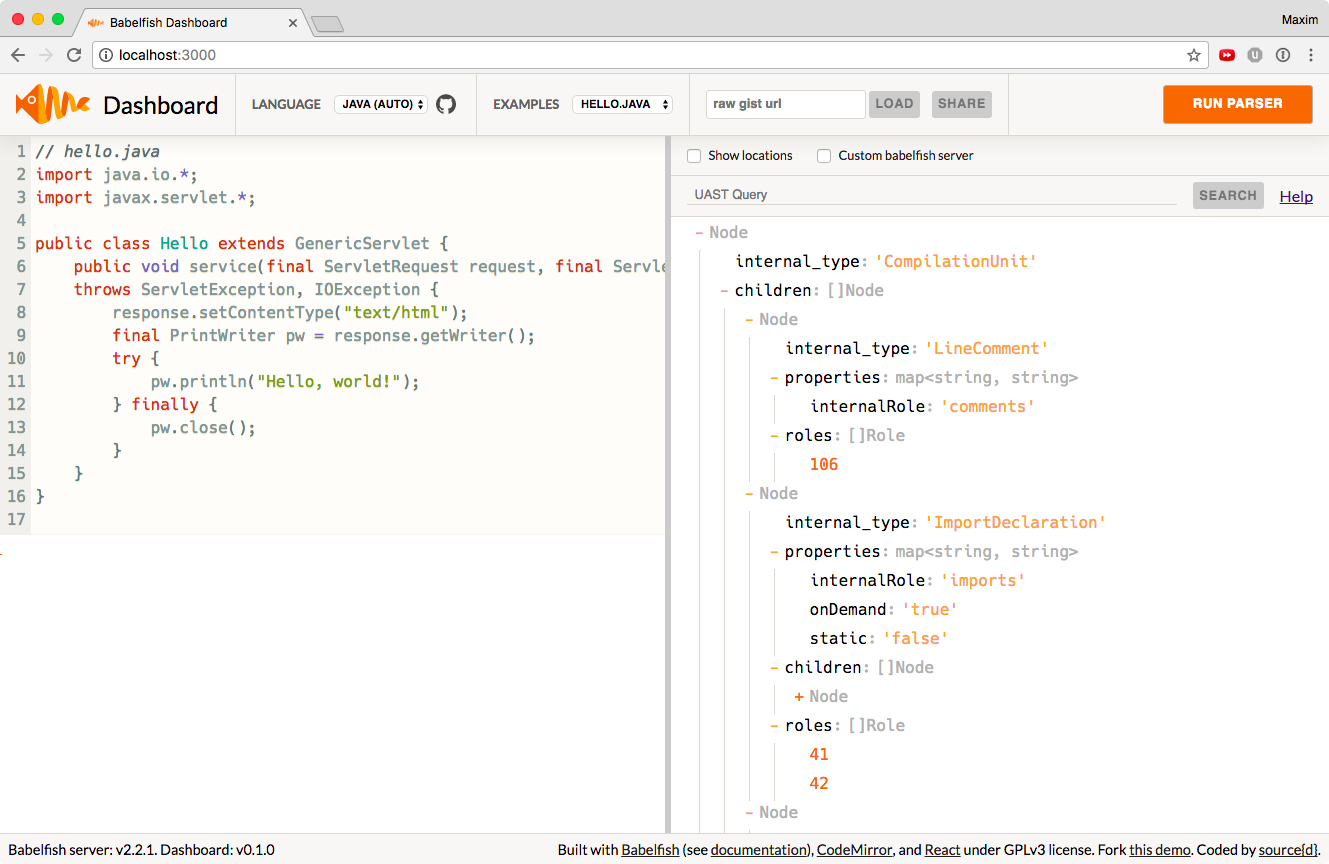 Babelfish Dashboard
Maxim
localhost:3000
Dashboard
LANGUAGE JAVA (AUTO)
EXAMPLES HELLO.JAVA
raw gist url LOAD SHARE
RUN PARSER
1 // hello.java
2 import java.io.*;
3 import javax.servlet.*;
4
5 public class Hello extends GenericServlet {
6 public void service(final ServletRequest request, final Servle
7 throws ServletException, IOException {
8 response.setContentType("text/html");
9 final PrintWriter pw = response.getWriter();
10 try {
11 pw.println("Hello, world!");
12 } finally {
13 pw.close();
14 }
15 }
16 }
17
Show locations Custom babelfish server
UAST Query SEARCH Help
- Node
internal_type: 'CompilationUnit'
- children: []Node
- Node
internal_type: 'LineComment'
- properties: map<string, string>
internalRole: 'comments'
- roles: []Role
106
- Node
internal_type: 'ImportDeclaration'
- properties: map<string, string>
internalRole: 'imports'
onDemand: 'true'
static: 'false'
- children: []Node
+ Node
- roles: []Role
41
42
- Node
Babelfish server: v2.2.1. Dashboard: v0.1.0
Built with Babelfish (see documentation), CodeMirror, and React under GPLv3 license. Fork this demo. Coded by source{d}.